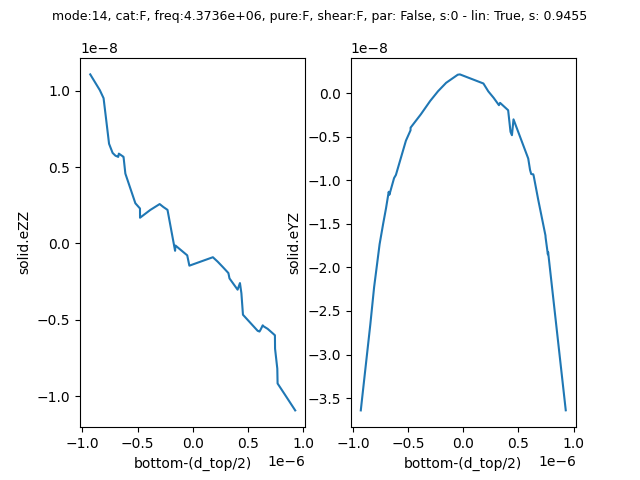 mode:14, cat:F, freq:4.3736e+06, pure:F, shear:F, par: False, s:0 - lin: True, s: 0.9455
1e−8
1.0
0.5
0.0
−0.5
−1.0
solid.eZZ
−1.0
−0.5
0.0
0.5
1.0
bottom-(d_top/2)
1e−6
1e−8
0.0
−0.5
−1.0
−1.5
−2.0
−2.5
−3.0
−3.5
solid.eYZ
−1.0
−0.5
0.0
0.5
1.0
bottom-(d_top/2)
1e−6